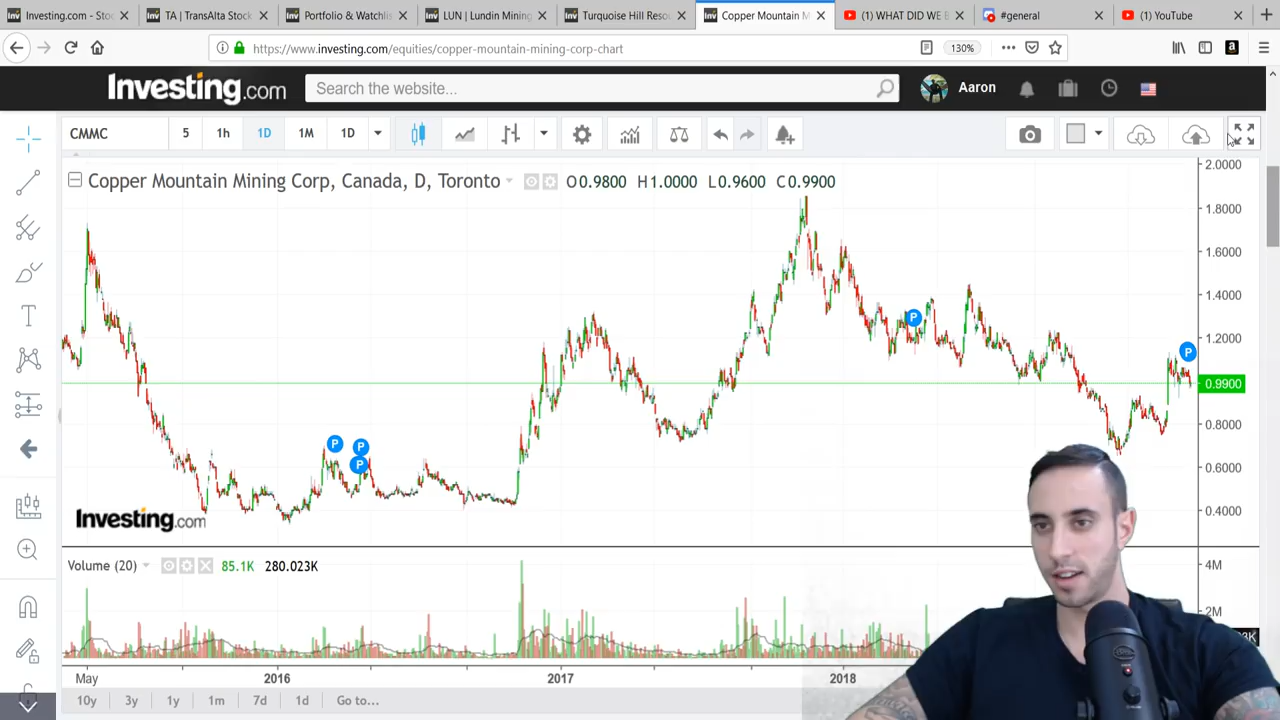 Investing.com - S
TA | TransAlta Stock
Portfolio & Watchlis
LUN | Lundin Mining
Turquoise Hill Reso
Copper Mountain M
(1) WHAT DID WE B
#general
(1) YouTube
https://www.investing.com/equities/copper-mountain-mining-corp-chart
130%
Investing.com
Search the website...
Aaron
CMMC
5
1h
1D
1M
1D
Copper Mountain Mining Corp, Canada, D, Toronto
O 0.9800 H 1.0000 L 0.9600 C 0.9900
2.0000
1.8000
1.6000
1.4000
1.2000
0.9900
0.8000
0.6000
0.4000
P
P
P
P
P
Investing.com
Volume (20)
85.1K
280.023K
4M
2M
May
2016
2017
2018
10y
3y
1y
1m
7d
1d
Go to...